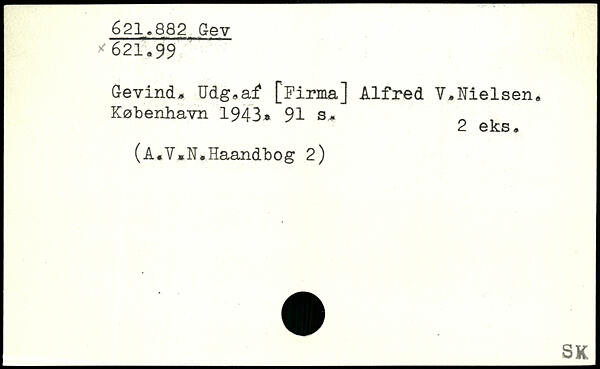 621.882 Gev
x 621.99
Gevind. Udg.af [Firma] Alfred V.Nielsen.
København 1943. 91 s.
2 eks.
(A.V.N.Haandbog 2)
SK